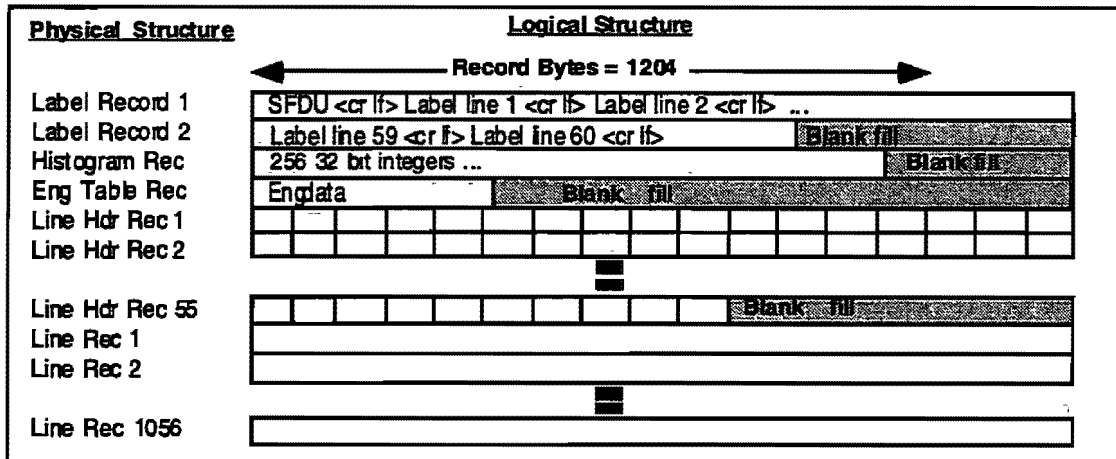 Physical Structure
Logical Structure
Record Bytes = 1204
Label Record 1 SFDU <cr lf> Label line 1 <cr lf> Label line 2 <cr lf> ...
Label Record 2 Label line 59 <cr lf> Label line 60 <cr lf> Blank fill
Histogram Rec 256 32 bit integers ... Blank fill
Eng Table Rec Engdata Blank fill
Line Hdr Rec 1
Line Hdr Rec 2
Line Hdr Rec 55 Blank fill
Line Rec 1
Line Rec 2
Line Rec 1056